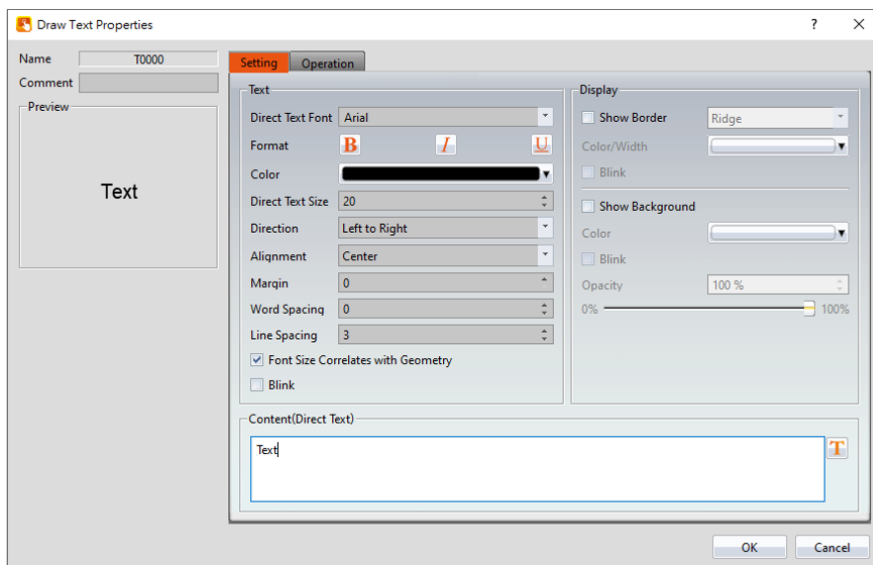 Draw Text Properties ? ×
Name T0000
Comment
Preview
Text
Setting Operation
Text
Direct Text Font Arial
Format B I U
Color
Direct Text Size 20
Direction Left to Right
Alignment Center
Margin 0
Word Spacing 0
Line Spacing 3
Font Size Correlates with Geometry
Blink
Display
Show Border Ridge
Color/Width
Blink
Show Background
Color
Blink
Opacity 100 %
0% 100%
Content(Direct Text)
Text
T
OK Cancel